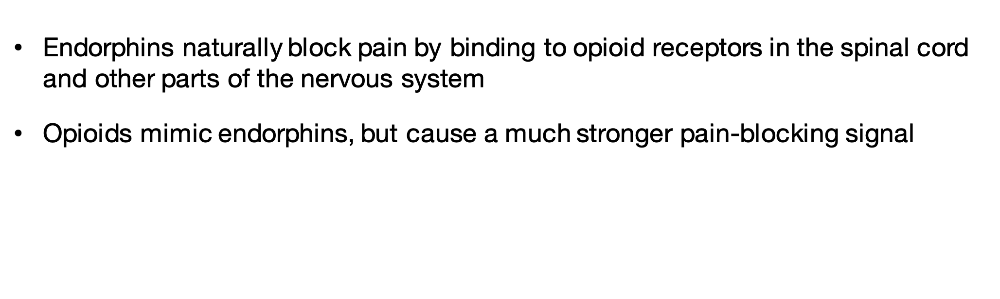 • Endorphins naturally block pain by binding to opioid receptors in the spinal cord
and other parts of the nervous system
• Opioids mimic endorphins, but cause a much stronger pain-blocking signal